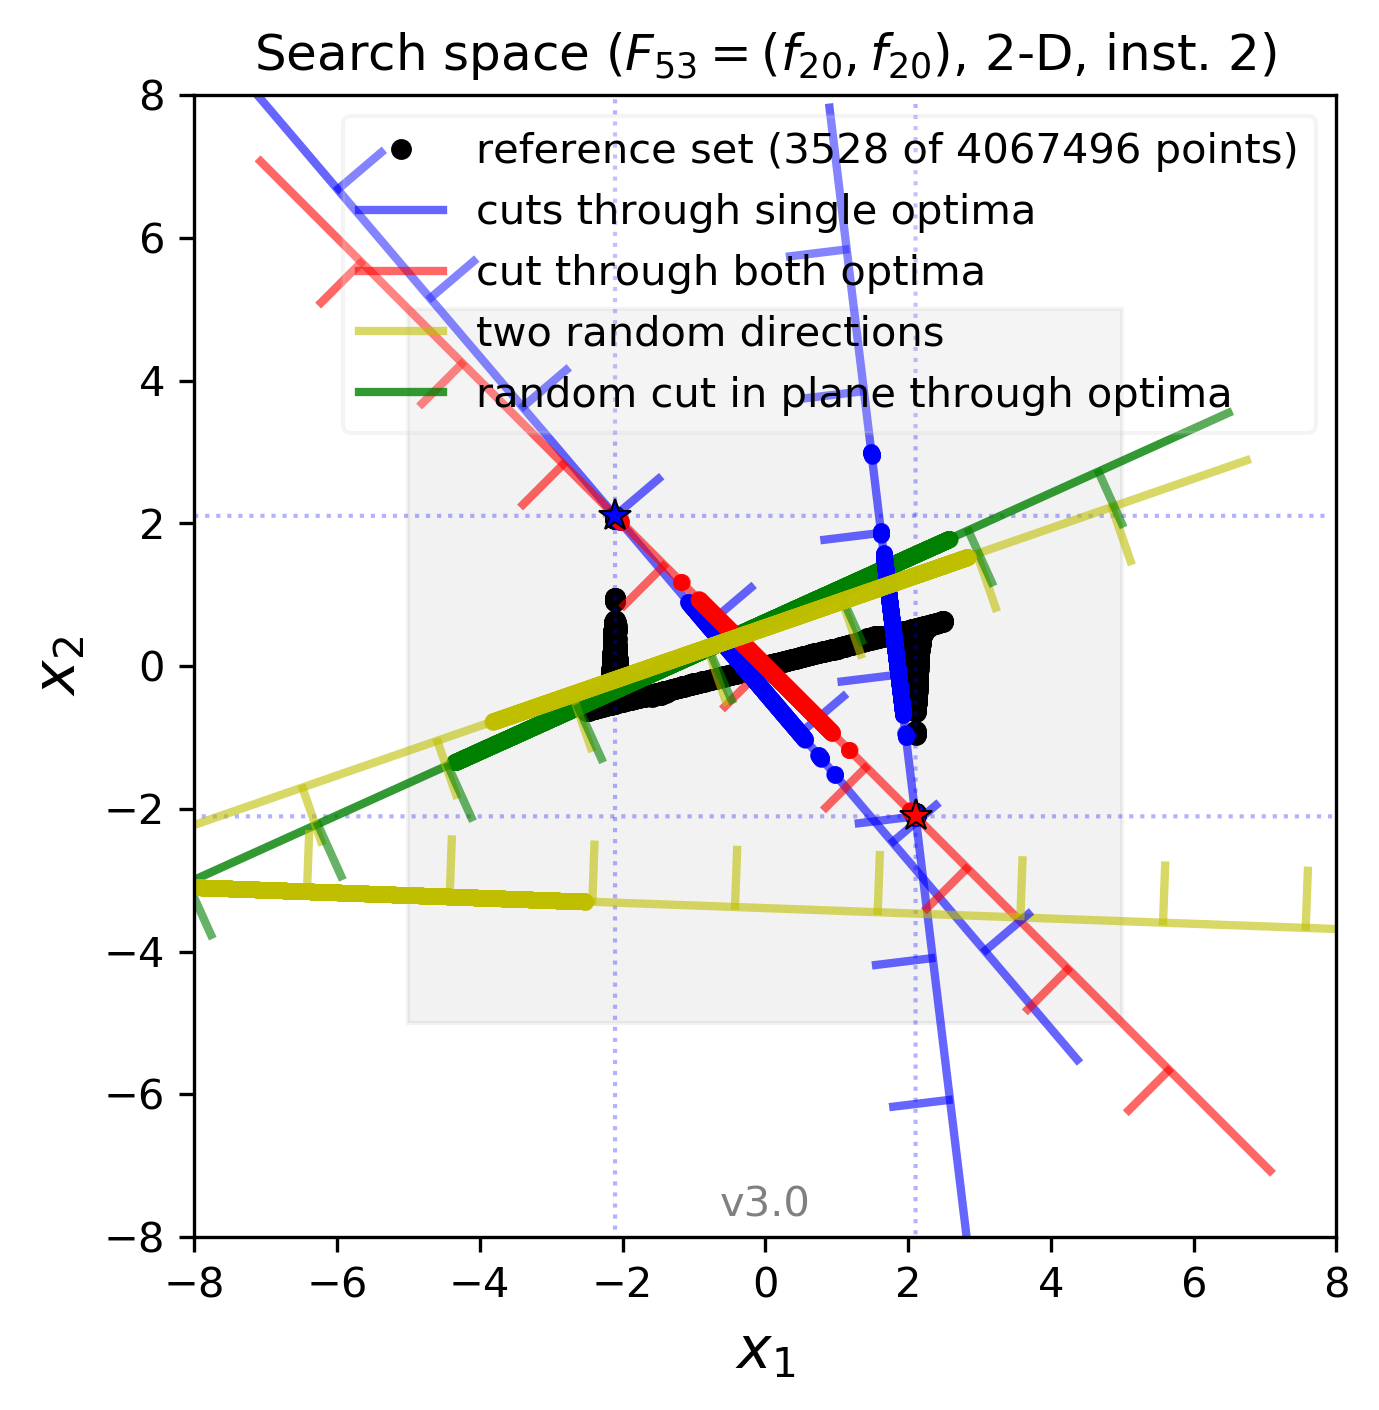 Search space (F₅₃ = (f₂₀, f₂₀), 2-D, inst. 2)
8
6
4
2
0
−2
−4
−6
−8
x₂
reference set (3528 of 4067496 points)
cuts through single optima
cut through both optima
two random directions
random cut in plane through optima
v3.0
−8 −6 −4 −2 0 2 4 6 8
x₁